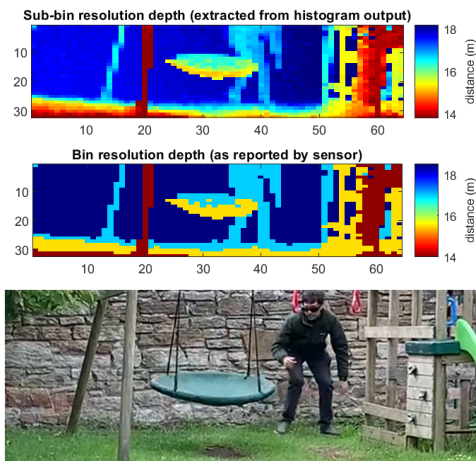 Sub-bin resolution depth (extracted from histogram output)
10
20
30
10 20 30 40 50 60
18
16
14
distance (m)
Bin resolution depth (as reported by sensor)
10
20
30
10 20 30 40 50 60
18
16
14
distance (m)